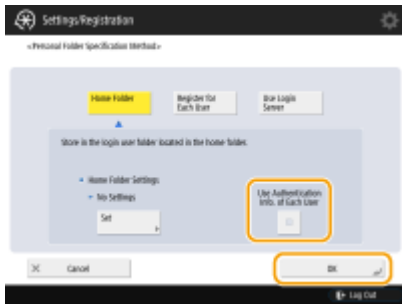 Settings/Registration
<Personal Folder Specification Method>
Home Folder
Register for
Each User
Use Login
Server
Store in the login user folder located in the home folder.
Home Folder Settings
No Settings
Set
Use Authentication
Info. of Each User
Cancel
OK
Log Out